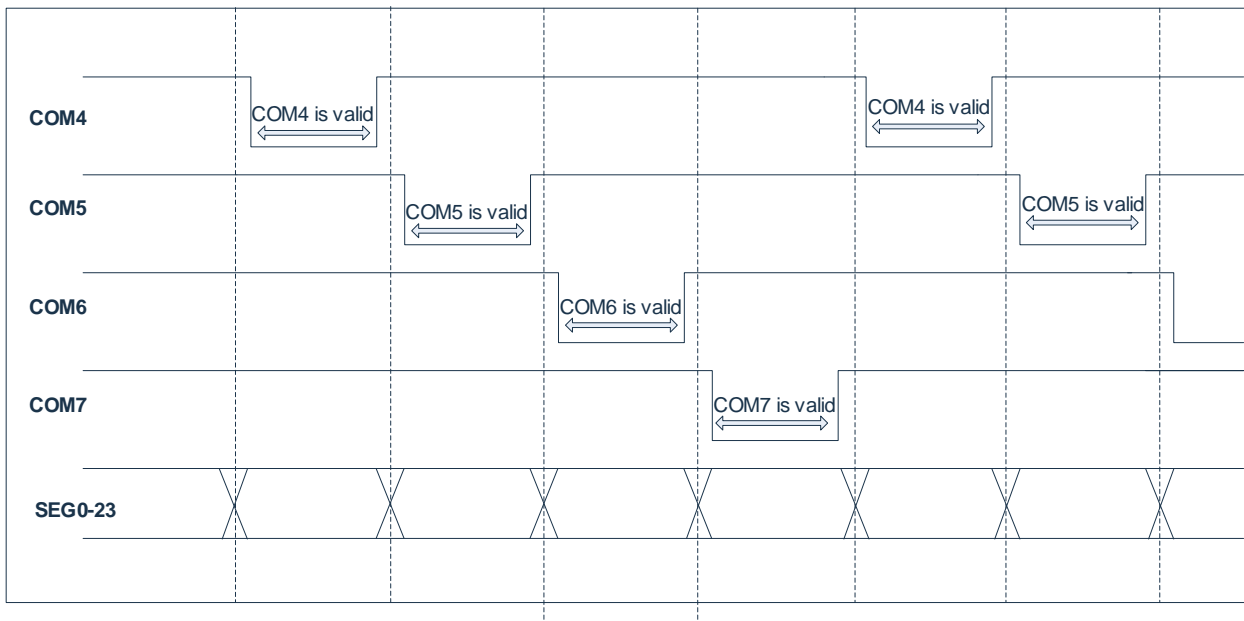 COM4 is valid
COM4 is valid
COM4
COM5
COM5 is valid
COM5 is valid
COM6
COM6 is valid
COM7
COM7 is valid
SEG0-23